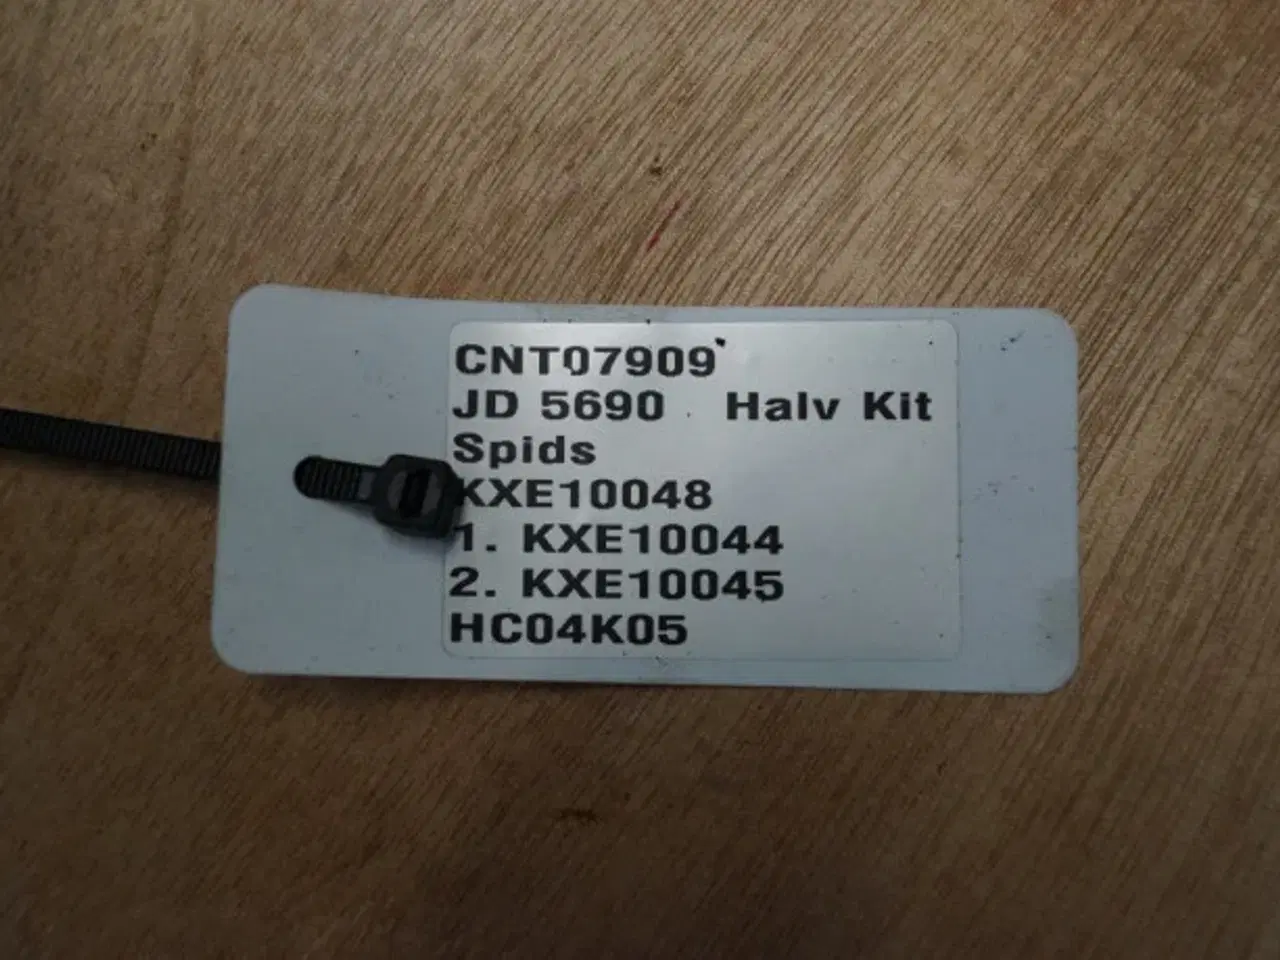 CNT07909
JD 5690 Halv Kit
Spids
KXE10048
1. KXE10044
2. KXE10045
HC04K05